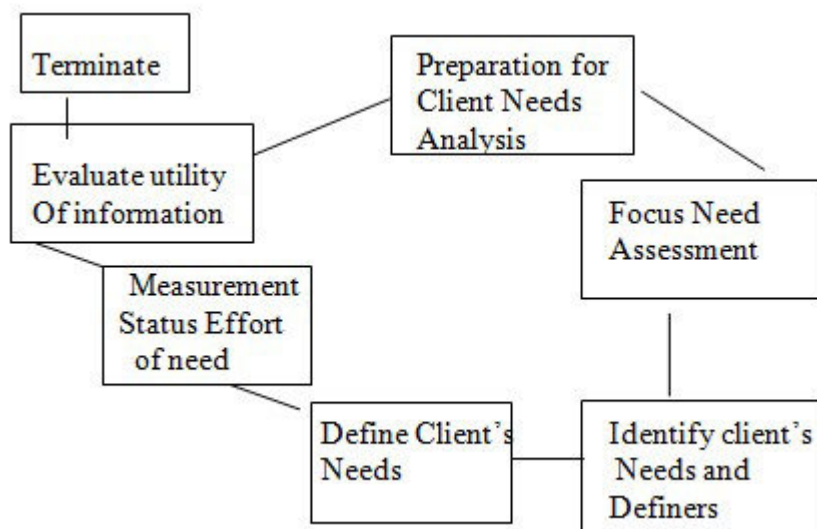 Terminate
Preparation for
Client Needs
Analysis
Evaluate utility
Of information
Focus Need
Assessment
Measurement
Status Effort
of need
Define Client's
Needs
Identify client's
Needs and
Definers